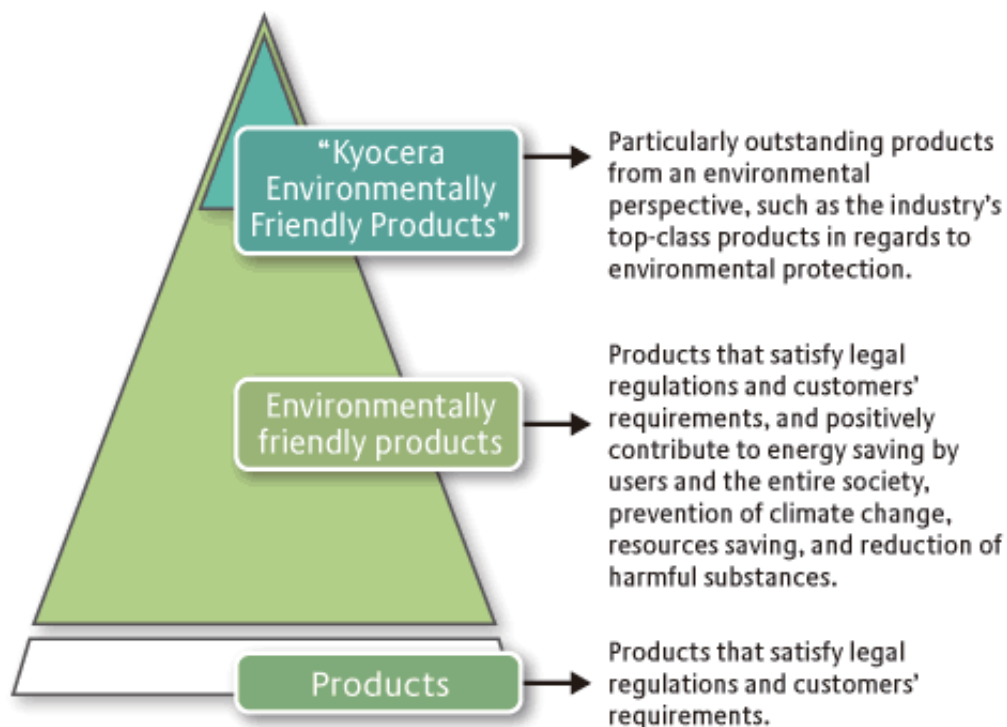 “Kyocera
Environmentally
Friendly Products”
Particularly outstanding products
from an environmental
perspective, such as the industry’s
top-class products in regards to
environmental protection.
Environmentally
friendly products
Products that satisfy legal
regulations and customers’
requirements, and positively
contribute to energy saving by
users and the entire society,
prevention of climate change,
resources saving, and reduction of
harmful substances.
Products
Products that satisfy legal
regulations and customers’
requirements.